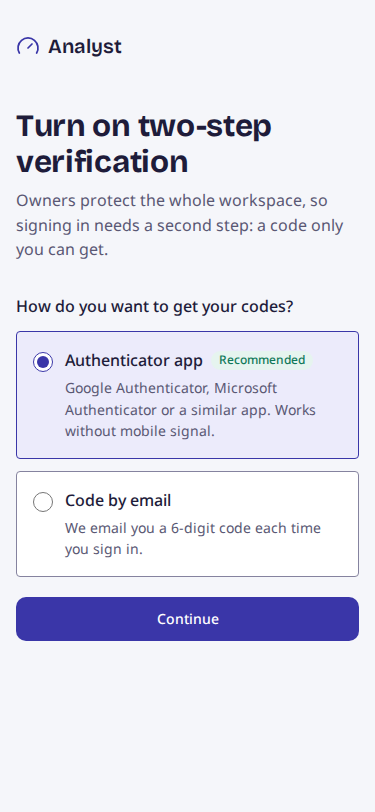 Analyst
Turn on two-step
verification
Owners protect the whole workspace, so
signing in needs a second step: a code only
you can get.
How do you want to get your codes?
Authenticator app Recommended
Google Authenticator, Microsoft
Authenticator or a similar app. Works
without mobile signal.
Code by email
We email you a 6-digit code each time
you sign in.
Continue